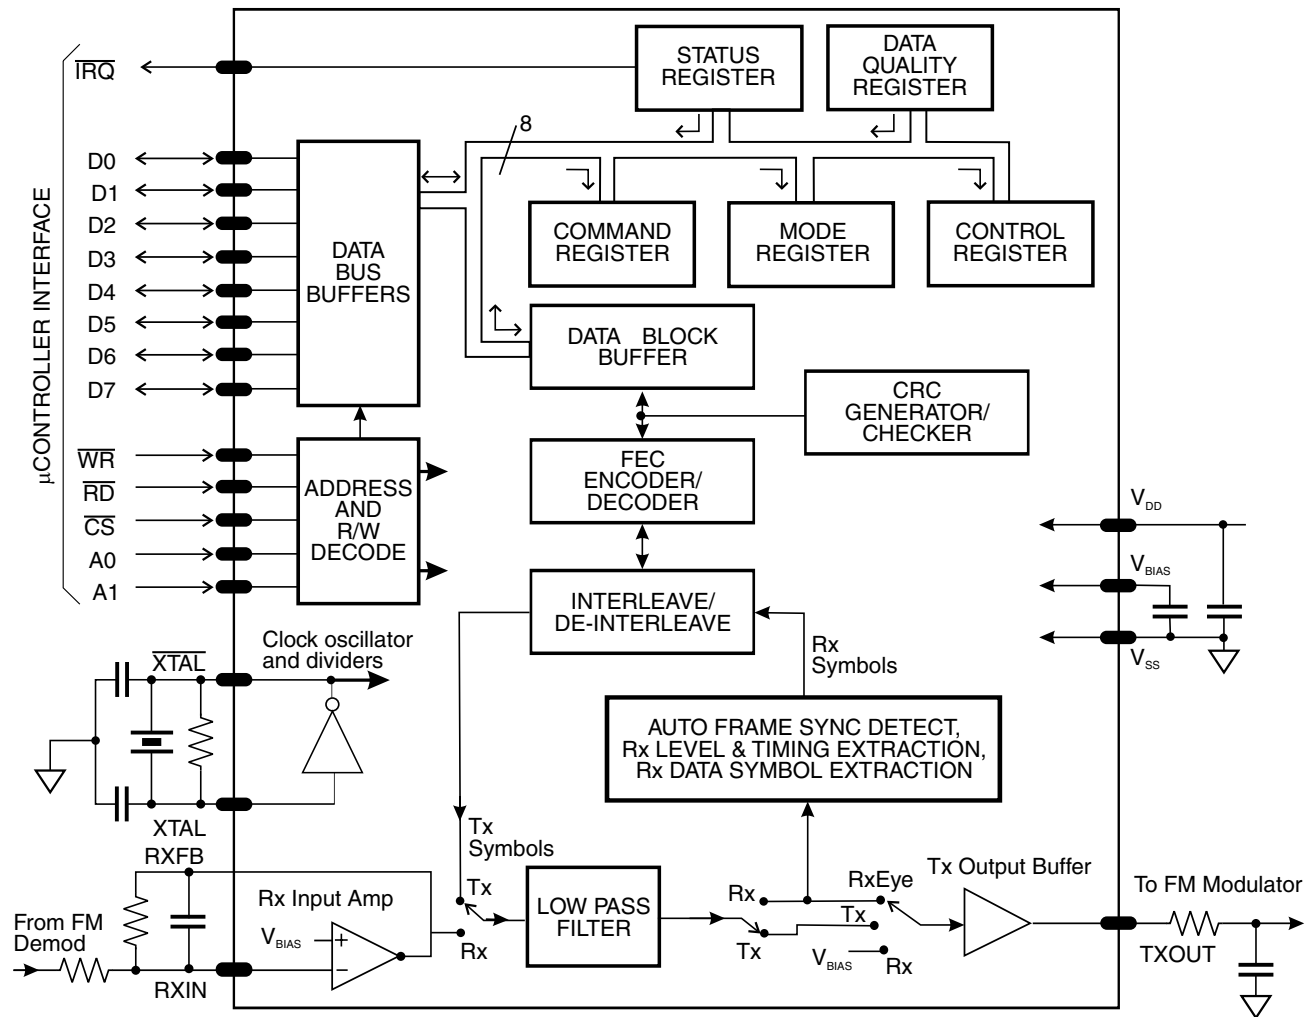 STATUS
REGISTER
DATA
QUALITY
REGISTER
IRQ
8
D0
D1
D2
D3
D4
D5
D6
D7
µCONTROLLER INTERFACE
DATA
BUS
BUFFERS
COMMAND
REGISTER
MODE
REGISTER
CONTROL
REGISTER
DATA BLOCK
BUFFER
CRC
GENERATOR/
CHECKER
WR
RD
CS
A0
A1
ADDRESS
AND
R/W
DECODE
FEC
ENCODER/
DECODER
VDD
VBIAS
VSS
INTERLEAVE/
DE-INTERLEAVE
Rx
Symbols
XTAL
Clock oscillator
and dividers
AUTO FRAME SYNC DETECT,
Rx LEVEL & TIMING EXTRACTION,
Rx DATA SYMBOL EXTRACTION
XTAL
RXFB
Tx
Symbols
Rx Input Amp
VBIAS
+
−
From FM
Demod
RXIN
Tx
Rx
LOW PASS
FILTER
Rx
Tx
RxEye
Tx
VBIAS
Rx
Tx Output Buffer
To FM Modulator
TXOUT